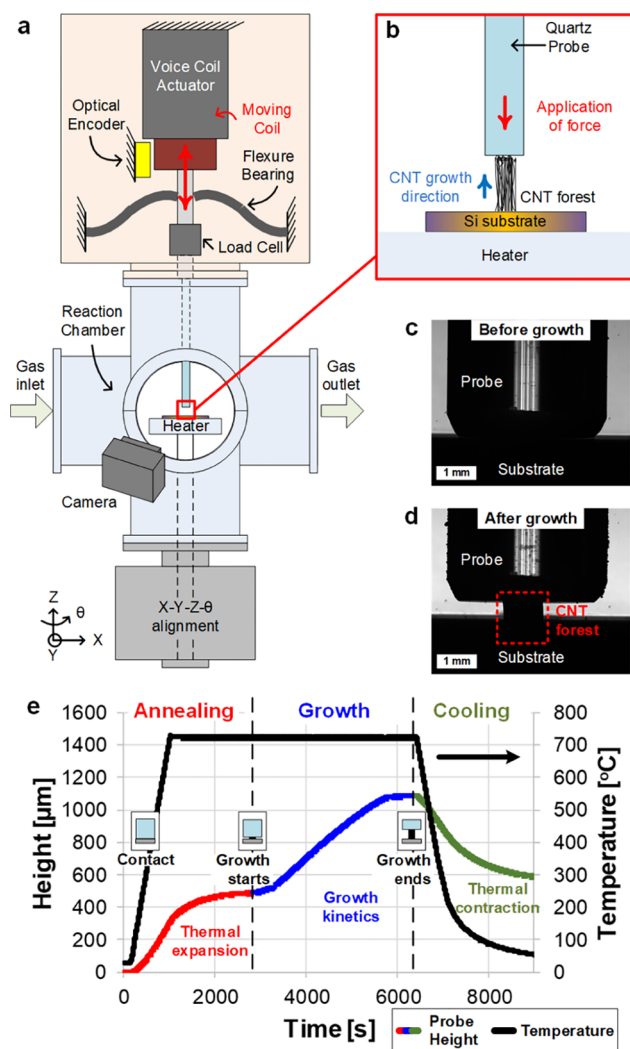 a
Voice Coil
Actuator
Optical
Encoder
Moving
Coil
Flexure
Bearing
Load Cell
Reaction
Chamber
Gas
inlet
Gas
outlet
Heater
Camera
Z
θ
Y
X
X-Y-Z-θ
alignment
b
Quartz
Probe
Application
of force
CNT growth
direction
CNT forest
Si substrate
Heater
c
Before growth
Probe
1 mm
Substrate
d
After growth
Probe
CNT
forest
1 mm
Substrate
e
Annealing
Growth
Cooling
1600
1400
1200
1000
800
600
400
200
0
Height [µm]
800
700
600
500
400
300
200
100
0
Temperature [ºC]
Contact
Growth
starts
Growth
ends
Thermal
expansion
Growth
kinetics
Thermal
contraction
0
2000
4000
6000
8000
Time [s]
Probe
Height
Temperature